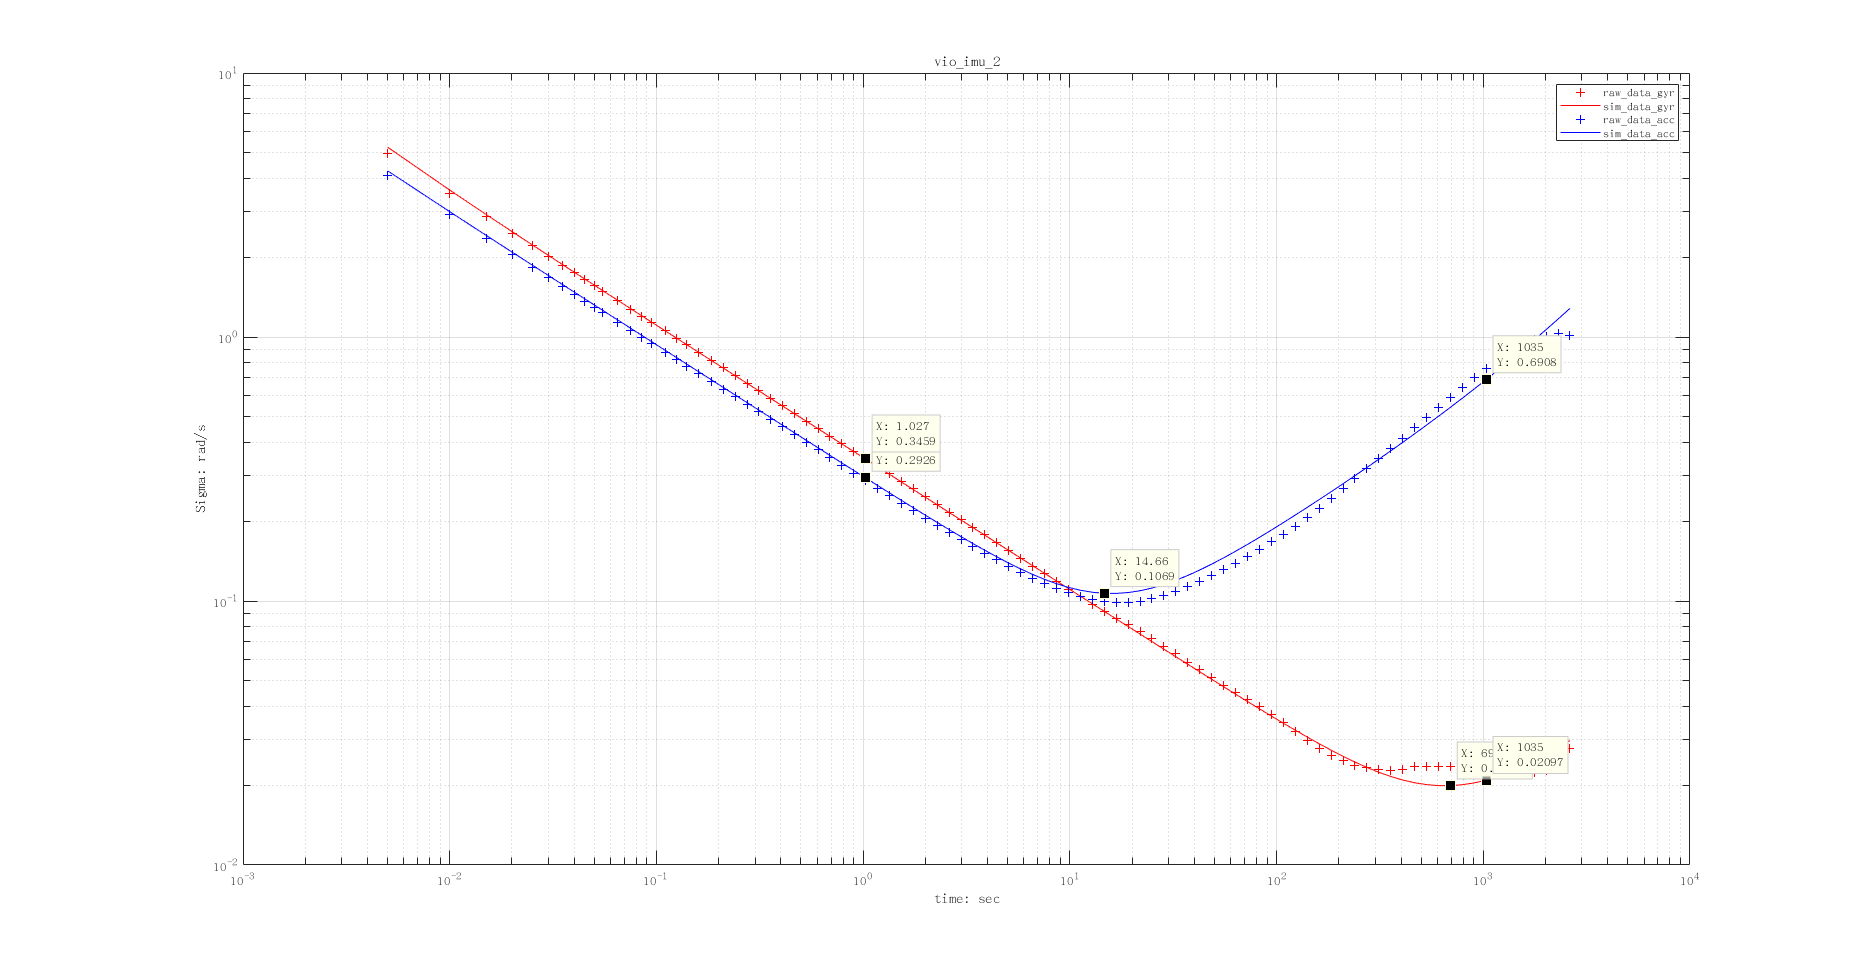 vio_imu_2
raw_data_gyr
sim_data_gyr
raw_data_acc
sim_data_acc
10^1
10^0
10^-1
10^-2
Sigma: rad/s
X: 1.027
Y: 0.3459
Y: 0.2926
X: 14.66
Y: 0.1069
X: 1035
Y: 0.6908
X: 69
Y: 0.
X: 1035
Y: 0.02097
10^-3
10^-2
10^-1
10^0
10^1
10^2
10^3
10^4
time: sec